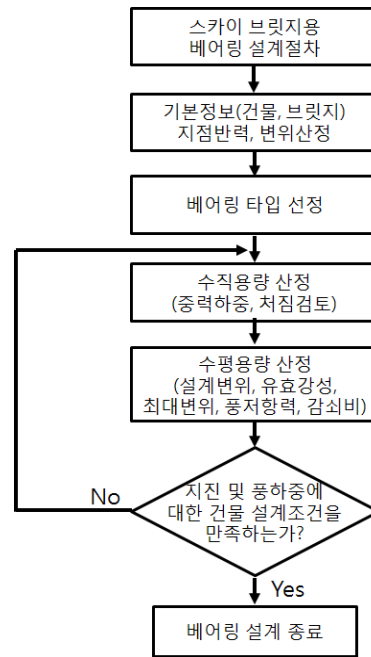 스카이 브릿지용
베어링 설계절차
기본정보(건물, 브릿지)
지점반력, 변위산정
베어링 타입 선정
수직용량 산정
(중력하중, 처짐검토)
수평용량 산정
(설계변위, 유효강성,
최대변위, 풍저항력, 감쇠비)
지진 및 풍하중에
대한 건물 설계조건을
만족하는가?
No
Yes
베어링 설계 종료